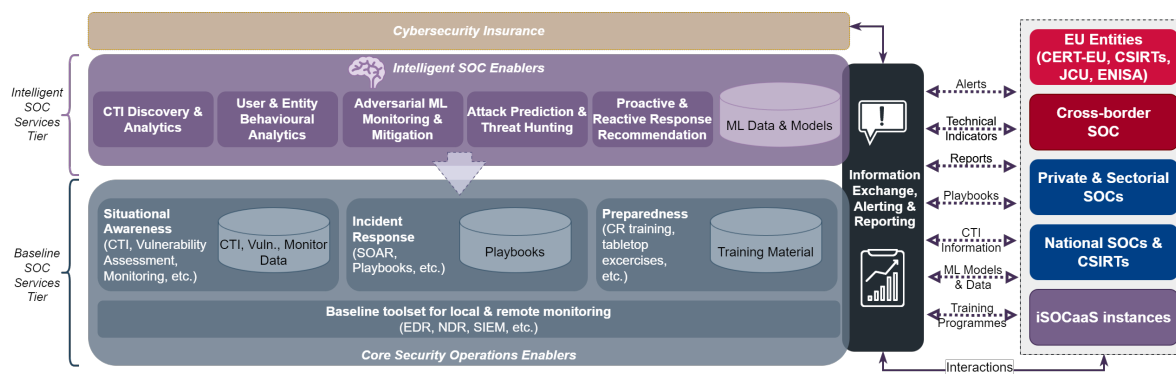 Cybersecurity Insurance
Intelligent
SOC
Services
Tier
Intelligent SOC Enablers
CTI Discovery &
Analytics
User & Entity
Behavioural
Analytics
Adversarial ML
Monitoring &
Mitigation
Attack Prediction &
Threat Hunting
Proactive &
Reactive Response
Recommendation
ML Data & Models
Baseline
SOC
Services
Tier
Situational
Awareness
(CTI, Vulnerability
Assessment,
Monitoring, etc.)
CTI, Vuln., Monitor
Data
Incident
Response
(SOAR,
Playbooks, etc.)
Playbooks
Preparedness
(CR training,
tabletop
excercises,
etc.)
Training Material
Baseline toolset for local & remote monitoring
(EDR, NDR, SIEM, etc.)
Core Security Operations Enablers
!
Information
Exchange,
Alerting &
Reporting
Alerts
Technical
Indicators
Reports
Playbooks
CTI
Information
ML Models
& Data
Training
Programmes
Interactions
EU Entities
(CERT-EU, CSIRTs,
JCU, ENISA)
Cross-border
SOC
Private & Sectorial
SOCs
National SOCs &
CSIRTs
iSOCaaS instances